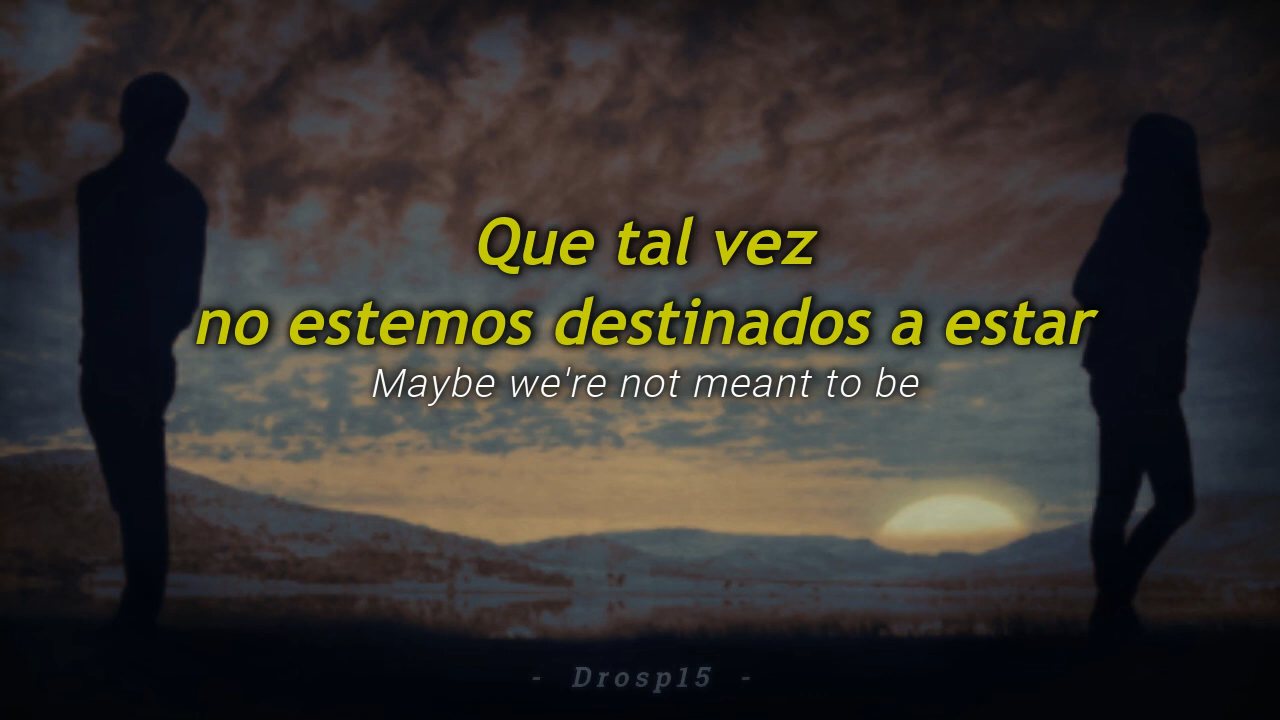 Que tal vez
no estemos destinados a estar
Maybe we're not meant to be
- Drosp15 -